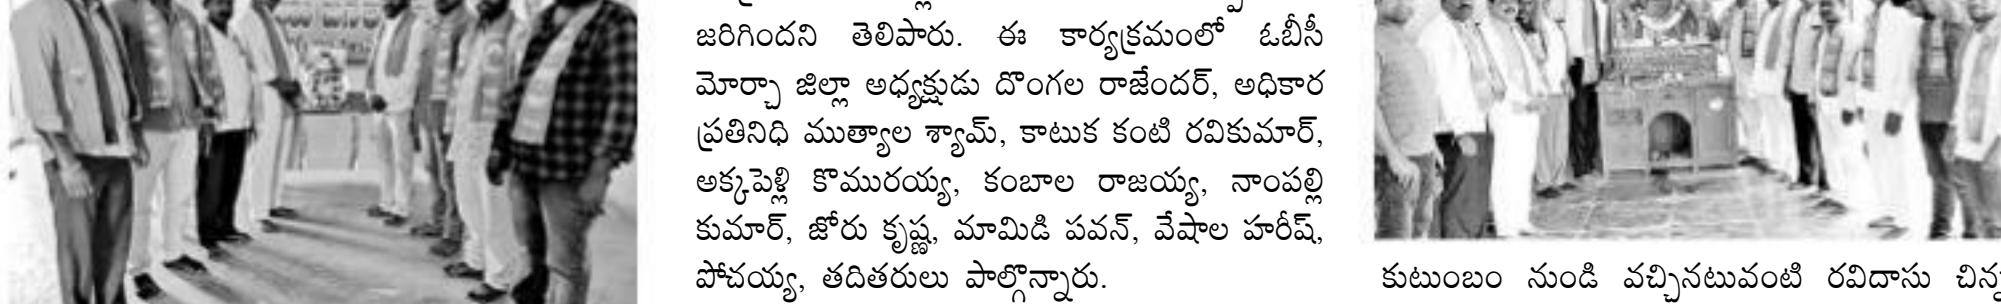 జరిగిందని తెలిపారు. ఈ కార్యక్రమంలో ఓబీసీ
మోర్చా జిల్లా అధ్యక్షుడు దొంగల రాజేందర్, అధికార
ప్రతినిధి ముత్యాల శ్యామ్, కాటుక కంటి రవికుమార్,
అక్కపెళ్లి కొమురయ్య, కంబాల రాజయ్య, నాంపల్లి
కుమార్, జోరు కృష్ణ, మామిడి పవన్, వేషాల హరీష్,
పోచయ్య, తదితరులు పాల్గొన్నారు.
కుటుంబం నుండి వచ్చినటువంటి రవిదాసు